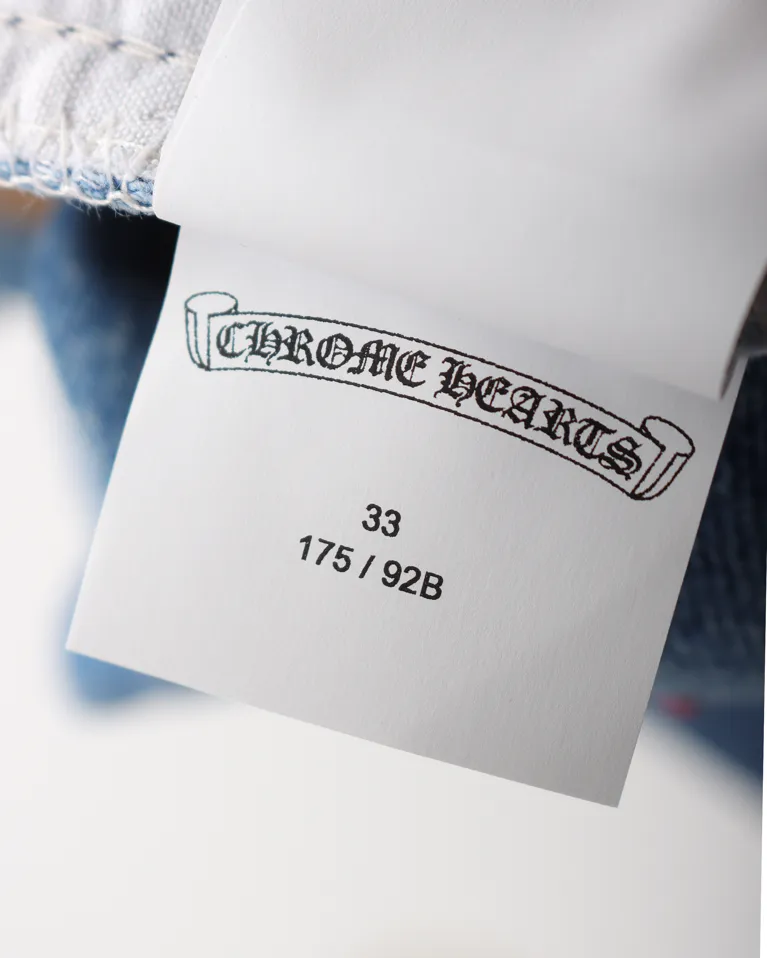 CHROME HEARTS
33
175 / 92B